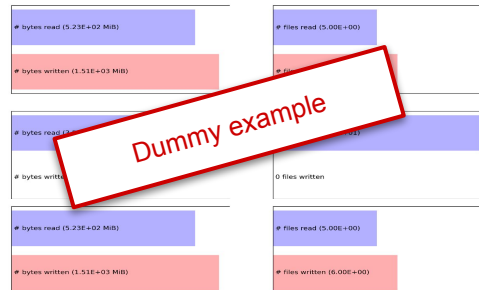 # bytes read (5.23E+02 MiB)
# files read (5.00E+00)
# bytes written (1.51E+03 MiB)
#
Dummy example
# bytes read
# bytes
0 files written
# bytes read (5.23E+02 MiB)
# files read (5.00E+00)
# bytes written (1.51E+03 MiB)
# files written (6.00E+00)